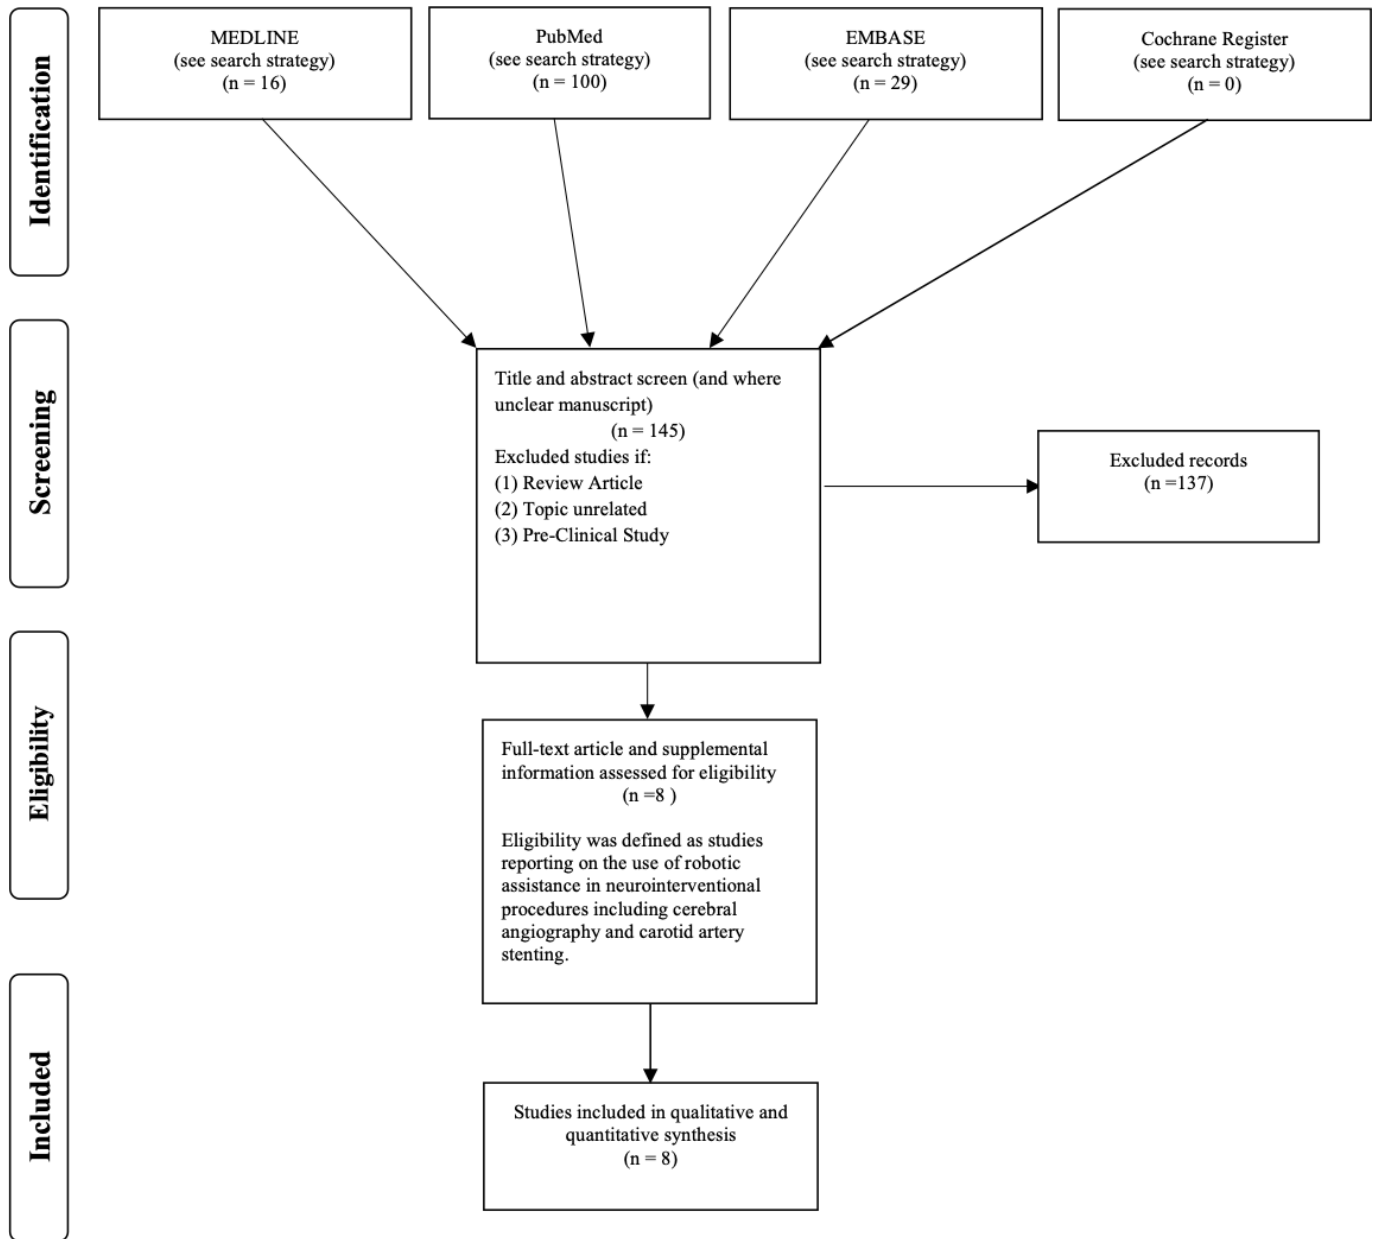 Identification
MEDLINE
(see search strategy)
(n = 16)
PubMed
(see search strategy)
(n = 100)
EMBASE
(see search strategy)
(n = 29)
Cochrane Register
(see search strategy)
(n = 0)
Screening
Title and abstract screen (and where
unclear manuscript)
(n = 145)
Excluded studies if:
(1) Review Article
(2) Topic unrelated
(3) Pre-Clinical Study
Excluded records
(n =137)
Eligibility
Full-text article and supplemental
information assessed for eligibility
(n =8 )
Eligibility was defined as studies
reporting on the use of robotic
assistance in neurointerventional
procedures including cerebral
angiography and carotid artery
stenting.
Included
Studies included in qualitative and
quantitative synthesis
(n = 8)